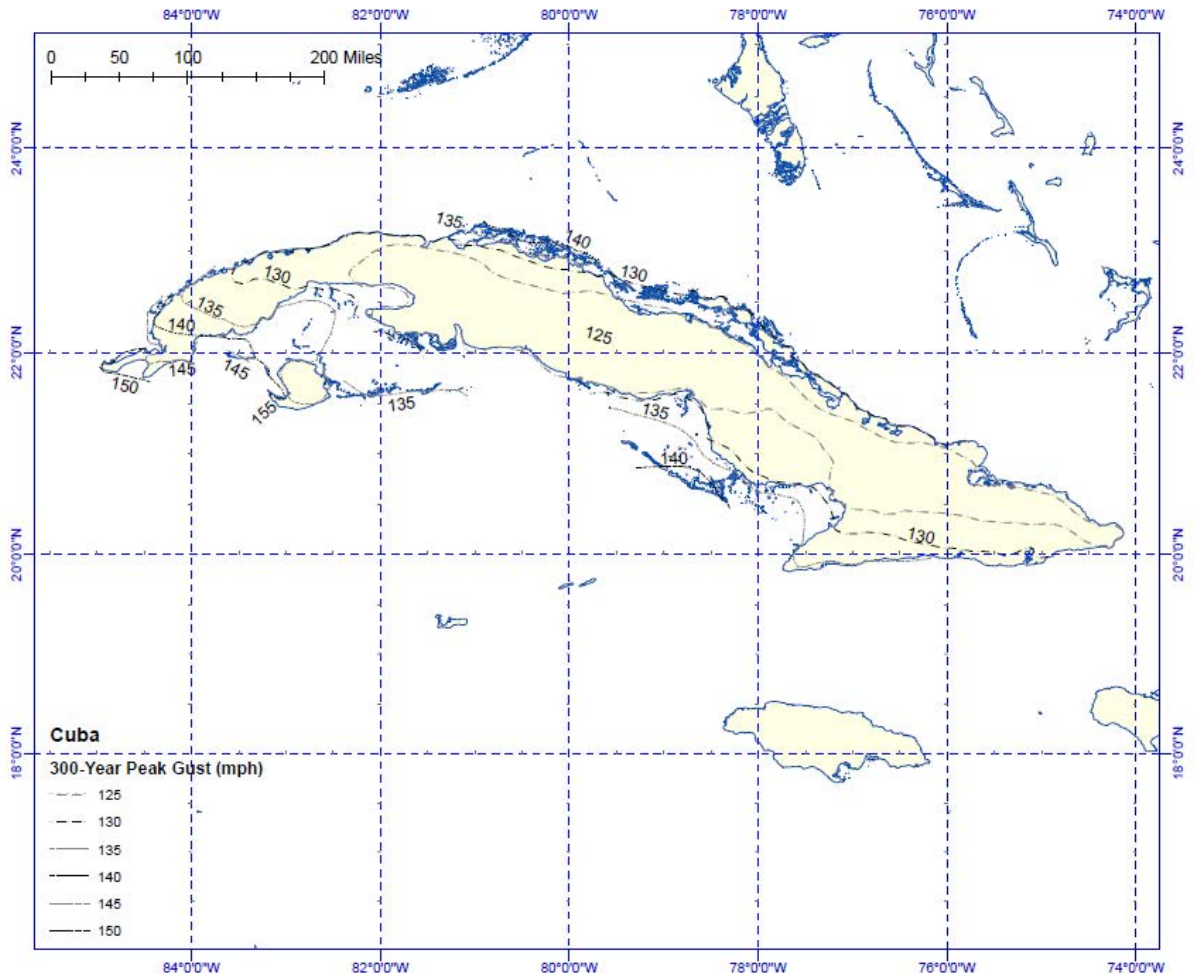 84°0'0"W 82°0'0"W 80°0'0"W 78°0'0"W 76°0'0"W 74°0'0"W
0 50 100 200 Miles
24°0'0"N 24°0'0"N
135
140
130 130
135
140
125
22°0'0"N 22°0'0"N
150 145 145
155 135 135
140
130
20°0'0"N 20°0'0"N
Cuba
18°0'0"N 18°0'0"N
300-Year Peak Gust (mph)
125
130
135
140
145
150
84°0'0"W 82°0'0"W 80°0'0"W 78°0'0"W 76°0'0"W 74°0'0"W